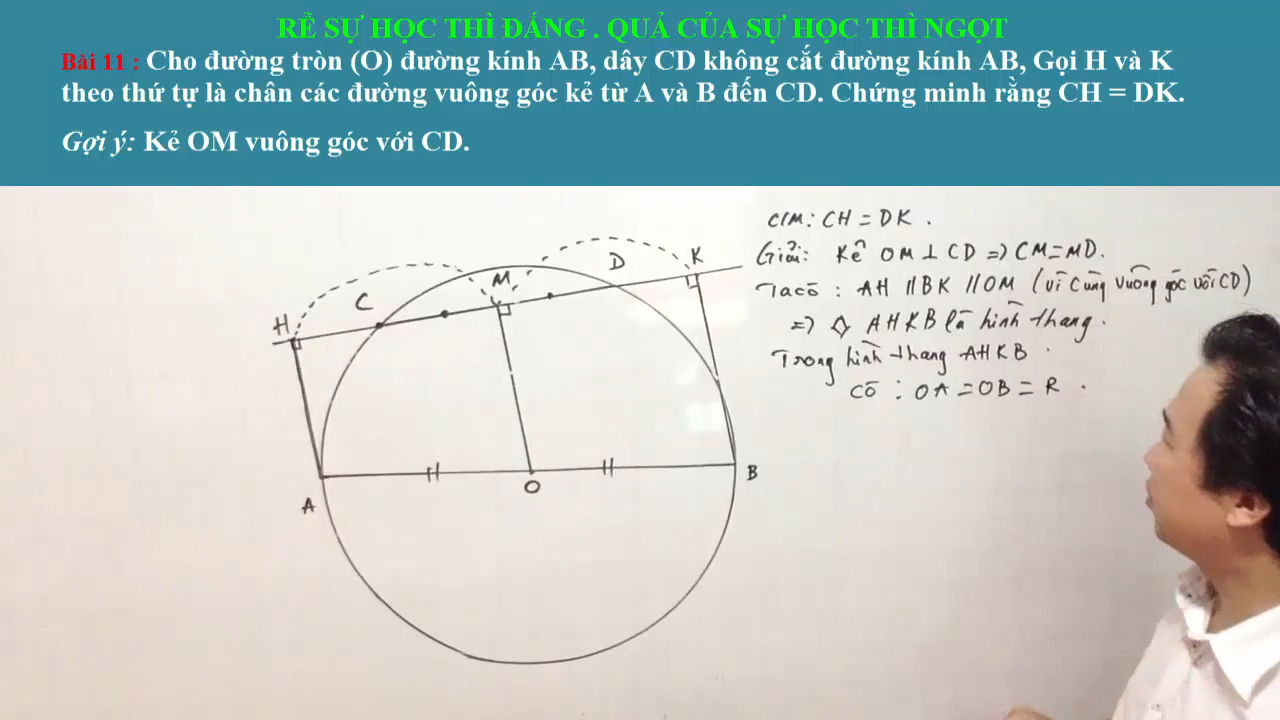 RỄ SỰ HỌC THÌ ĐẮNG . QUẢ CỦA SỰ HỌC THÌ NGỌT
Bài 11 : Cho đường tròn (O) đường kính AB, dây CD không cắt đường kính AB, Gọi H và K
theo thứ tự là chân các đường vuông góc kẻ từ A và B đến CD. Chứng minh rằng CH = DK.
Gợi ý: Kẻ OM vuông góc với CD.
C/M: CH = DK .
Giải: Kẻ OM ⊥ CD => CM = MD.
Ta có : AH // BK // OM (vì cùng vuông góc với CD)
=> ◇ AHKB là hình thang .
Trong hình thang AHKB .
có : OA = OB = R .
H
C
M
D
K
A
O
B